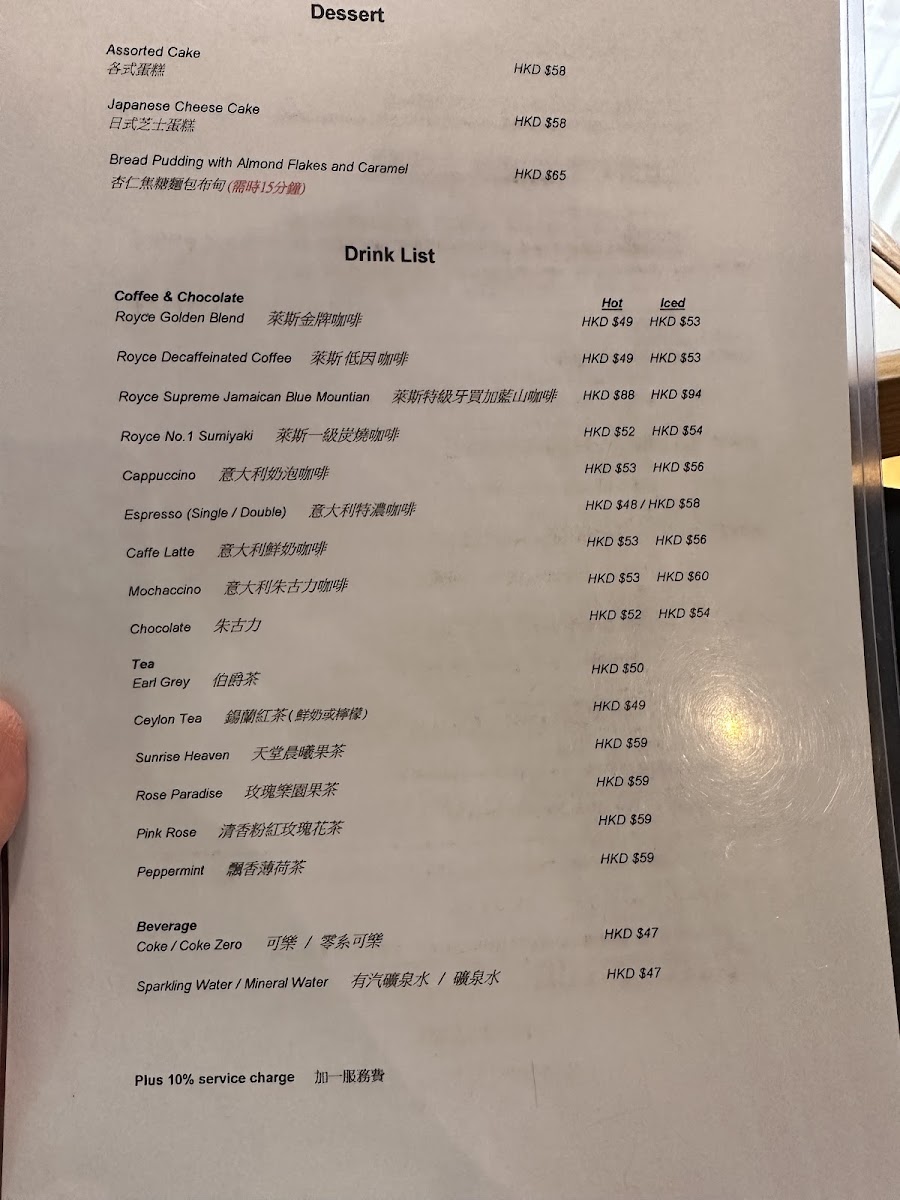 Dessert
Assorted Cake
各式蛋糕 HKD $58
Japanese Cheese Cake
日式芝士蛋糕 HKD $58
Bread Pudding with Almond Flakes and Caramel
杏仁焦糖麵包布甸(需時15分鐘) HKD $65
Drink List
Coffee & Chocolate Hot Iced
Royce Golden Blend 萊斯金牌咖啡 HKD $49 HKD $53
Royce Decaffeinated Coffee 萊斯低因咖啡 HKD $49 HKD $53
Royce Supreme Jamaican Blue Mountian 萊斯特級牙買加藍山咖啡 HKD $88 HKD $94
Royce No.1 Sumiyaki 萊斯一級炭燒咖啡 HKD $52 HKD $54
Cappuccino 意大利奶泡咖啡 HKD $53 HKD $56
Espresso (Single / Double) 意大利特濃咖啡 HKD $48 / HKD $58
Caffe Latte 意大利鮮奶咖啡 HKD $53 HKD $56
Mochaccino 意大利朱古力咖啡 HKD $53 HKD $60
Chocolate 朱古力 HKD $52 HKD $54
Tea
Earl Grey 伯爵茶 HKD $50
Ceylon Tea 錫蘭紅茶(鮮奶或檸檬) HKD $49
Sunrise Heaven 天堂晨曦果茶 HKD $59
Rose Paradise 玫瑰樂園果茶 HKD $59
Pink Rose 清香粉紅玫瑰花茶 HKD $59
Peppermint 飄香薄荷茶 HKD $59
Beverage
Coke / Coke Zero 可樂 / 零系可樂 HKD $47
Sparkling Water / Mineral Water 有汽礦泉水 / 礦泉水 HKD $47
Plus 10% service charge 加一服務費